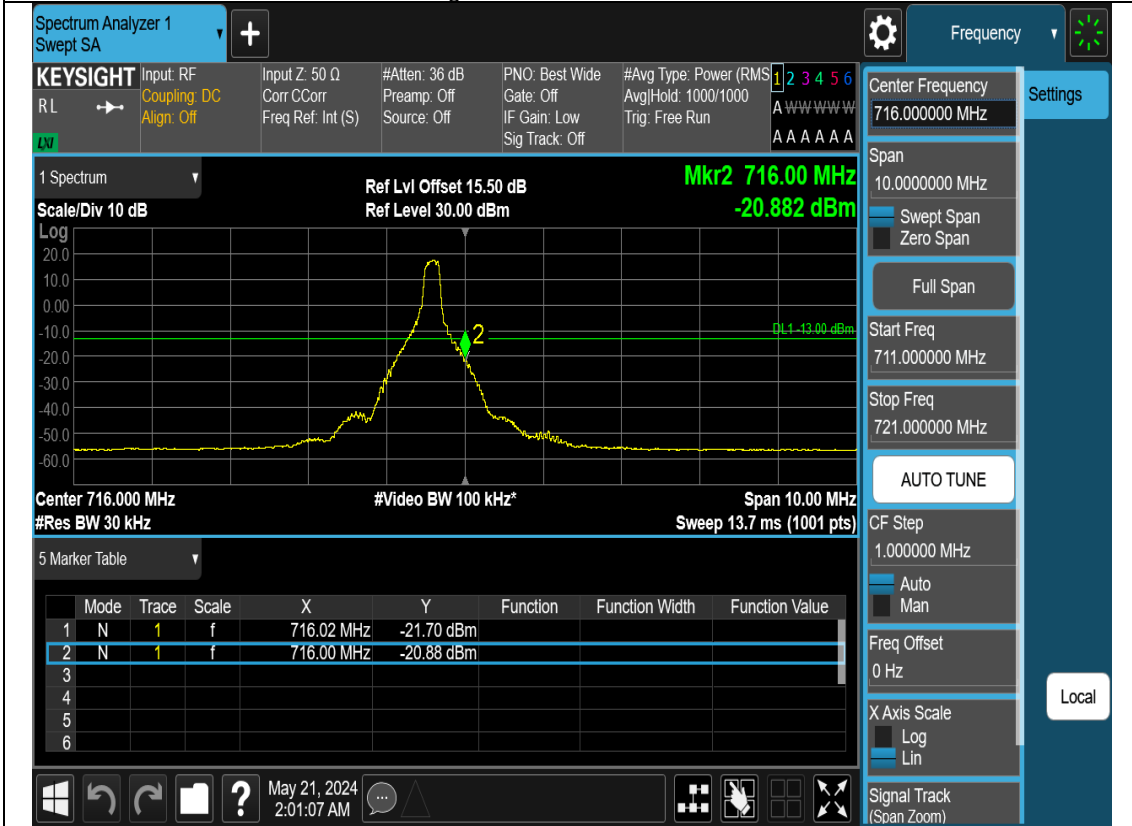 Spectrum Analyzer 1
Swept SA
Frequency
KEYSIGHT
RL
LXI
Input: RF
Coupling: DC
Align: Off
Input Z: 50 Ω
Corr CCorr
Freq Ref: Int (S)
#Atten: 36 dB
Preamp: Off
Source: Off
PNO: Best Wide
Gate: Off
IF Gain: Low
Sig Track: Off
#Avg Type: Power (RMS
Avg|Hold: 1000/1000
Trig: Free Run
1 2 3 4 5 6
A W W W W W
A A A A A A
1 Spectrum
Scale/Div 10 dB
Ref Lvl Offset 15.50 dB
Ref Level 30.00 dBm
Mkr2 716.00 MHz
-20.882 dBm
Log
20.0
10.0
0.00
-10.0
-20.0
-30.0
-40.0
-50.0
-60.0
2
DL1 -13.00 dBm
Center 716.000 MHz
#Video BW 100 kHz*
Span 10.00 MHz
#Res BW 30 kHz
Sweep 13.7 ms (1001 pts)
5 Marker Table
Mode Trace Scale X Y Function Function Width Function Value
1 N 1 f 716.02 MHz -21.70 dBm
2 N 1 f 716.00 MHz -20.88 dBm
3
4
5
6
?
May 21, 2024
2:01:07 AM
Center Frequency
716.000000 MHz
Settings
Span
10.0000000 MHz
Swept Span
Zero Span
Full Span
Start Freq
711.000000 MHz
Stop Freq
721.000000 MHz
AUTO TUNE
CF Step
1.000000 MHz
Auto
Man
Freq Offset
0 Hz
X Axis Scale
Log
Lin
Local
Signal Track
(Span Zoom)